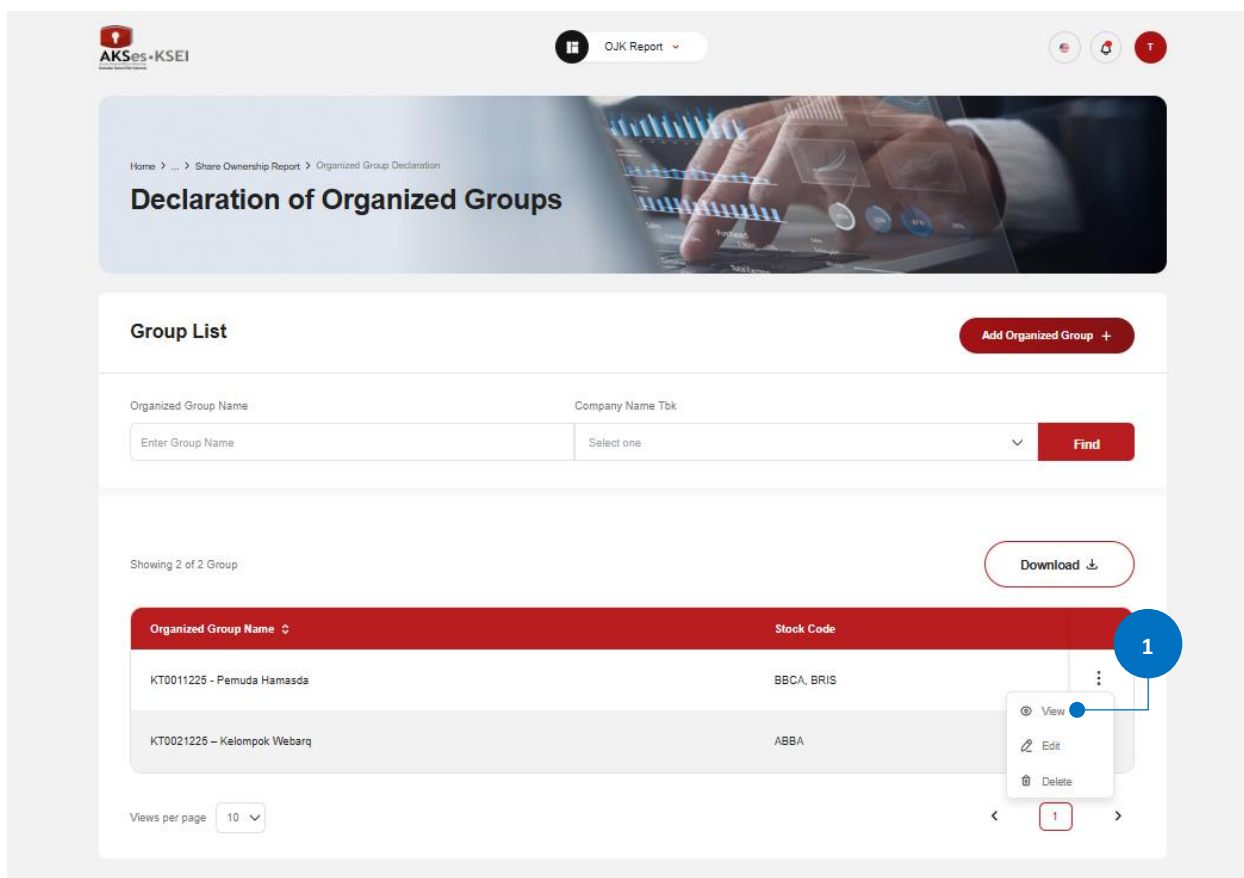 AKSes-KSEI
OJK Report
T
Home > ... > Share Ownership Report > Organized Group Declaration
Declaration of Organized Groups
Group List
Add Organized Group +
Organized Group Name
Company Name Tbk
Enter Group Name
Select one
Find
Showing 2 of 2 Group
Download
Organized Group Name
Stock Code
1
KT0011225 - Pemuda Hamasda
BBCA, BRIS
View
KT0021225 – Kelompok Webarq
ABBA
Edit
Delete
Views per page
10
1